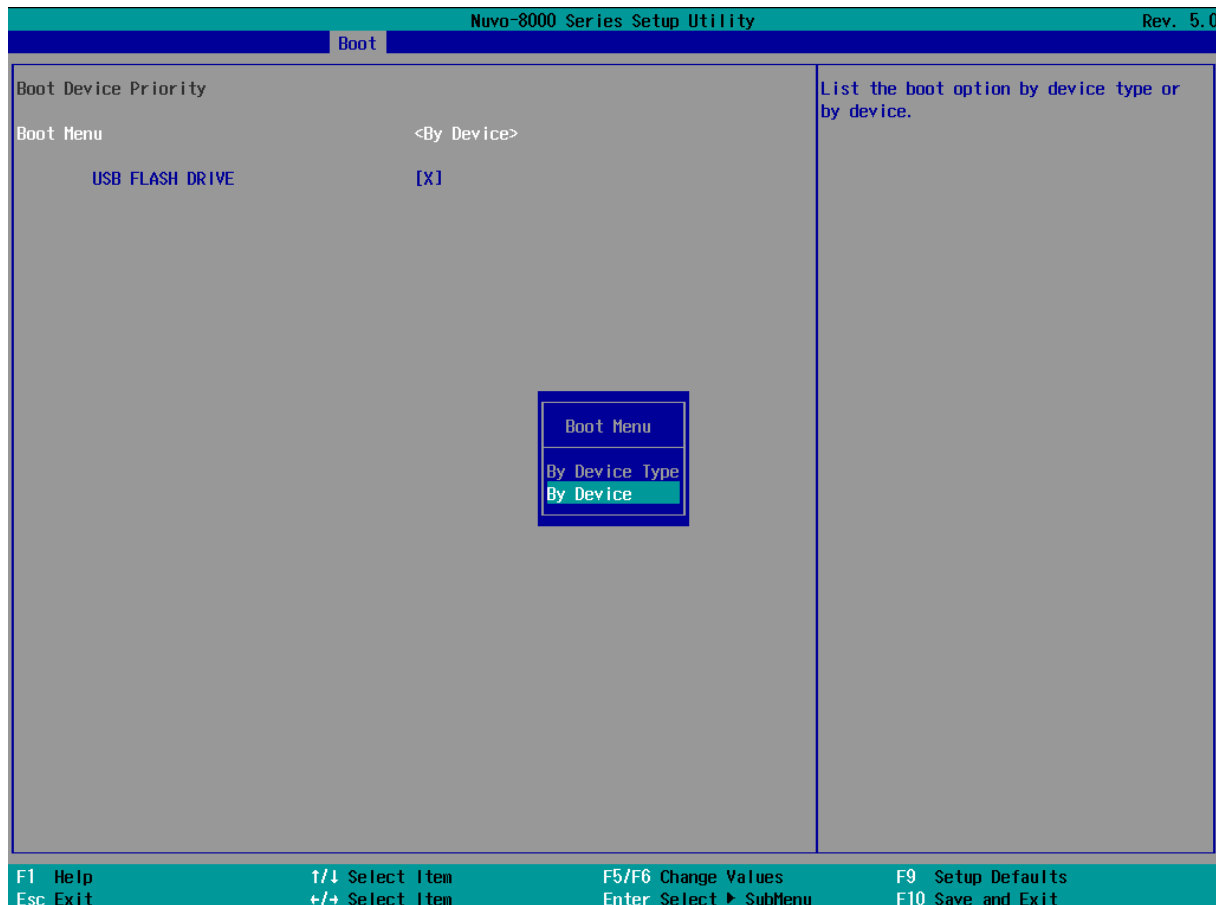 Nuvo-8000 Series Setup Utility Rev. 5.0
Boot
Boot Device Priority
Boot Menu <By Device>
USB FLASH DRIVE [X]
List the boot option by device type or
by device.
Boot Menu
By Device Type
By Device
F1 Help ↑/↓ Select Item F5/F6 Change Values F9 Setup Defaults
Esc Exit ←/→ Select Item Enter Select ▶ SubMenu F10 Save and Exit